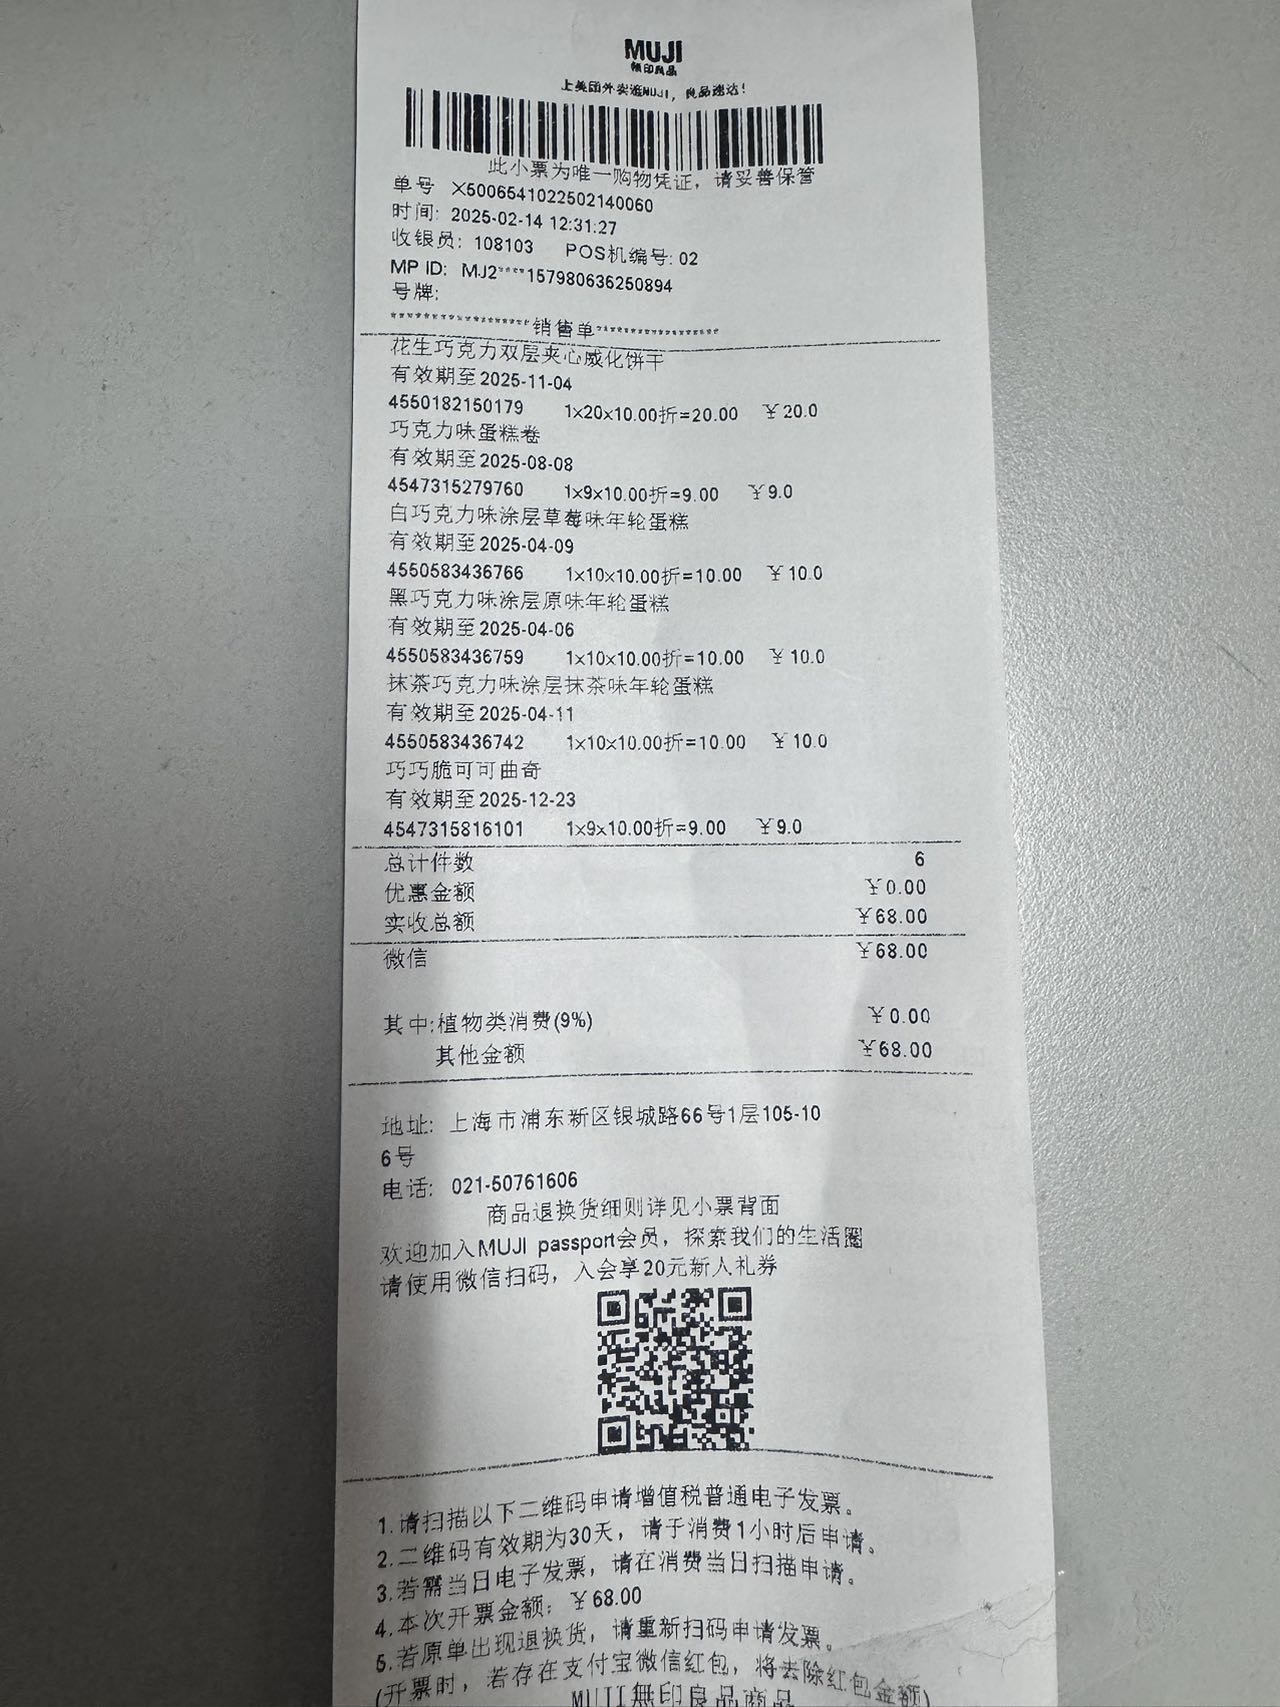 MUJI
無印良品
上美团外卖逛MUJI，良品速达！
此小票为唯一购物凭证，请妥善保管
单号 X5006541022502140060
时间: 2025-02-14 12:31:27
收银员: 108103 POS机编号: 02
MP ID: MJ2****157980636250894
号牌:
******************销售单******************
花生巧克力双层夹心威化饼干
有效期至2025-11-04
4550182150179 1×20×10.00折=20.00 ￥20.0
巧克力味蛋糕卷
有效期至2025-08-08
4547315279760 1×9×10.00折=9.00 ￥9.0
白巧克力味涂层草莓味年轮蛋糕
有效期至2025-04-09
4550583436766 1×10×10.00折=10.00 ￥10.0
黑巧克力味涂层原味年轮蛋糕
有效期至2025-04-06
4550583436759 1×10×10.00折=10.00 ￥10.0
抹茶巧克力味涂层抹茶味年轮蛋糕
有效期至2025-04-11
4550583436742 1×10×10.00折=10.00 ￥10.0
巧巧脆可可曲奇
有效期至2025-12-23
4547315816101 1×9×10.00折=9.00 ￥9.0
总计件数 6
优惠金额 ￥0.00
实收总额 ￥68.00
微信 ￥68.00
其中:植物类消费(9%) ￥0.00
其他金额 ￥68.00
地址: 上海市浦东新区银城路66号1层105-10
6号
电话: 021-50761606
商品退换货细则详见小票背面
欢迎加入MUJI passport会员，探索我们的生活圈
请使用微信扫码，入会享20元新人礼券
1.请扫描以下二维码申请增值税普通电子发票。
2.二维码有效期为30天，请于消费1小时后申请。
3.若需当日电子发票，请在消费当日扫描申请。
4.本次开票金额: ￥68.00
5.若原单出现退换货，请重新扫码申请发票。
(开票时，若存在支付宝微信红包，将去除红包金额)
MUJI無印良品商品